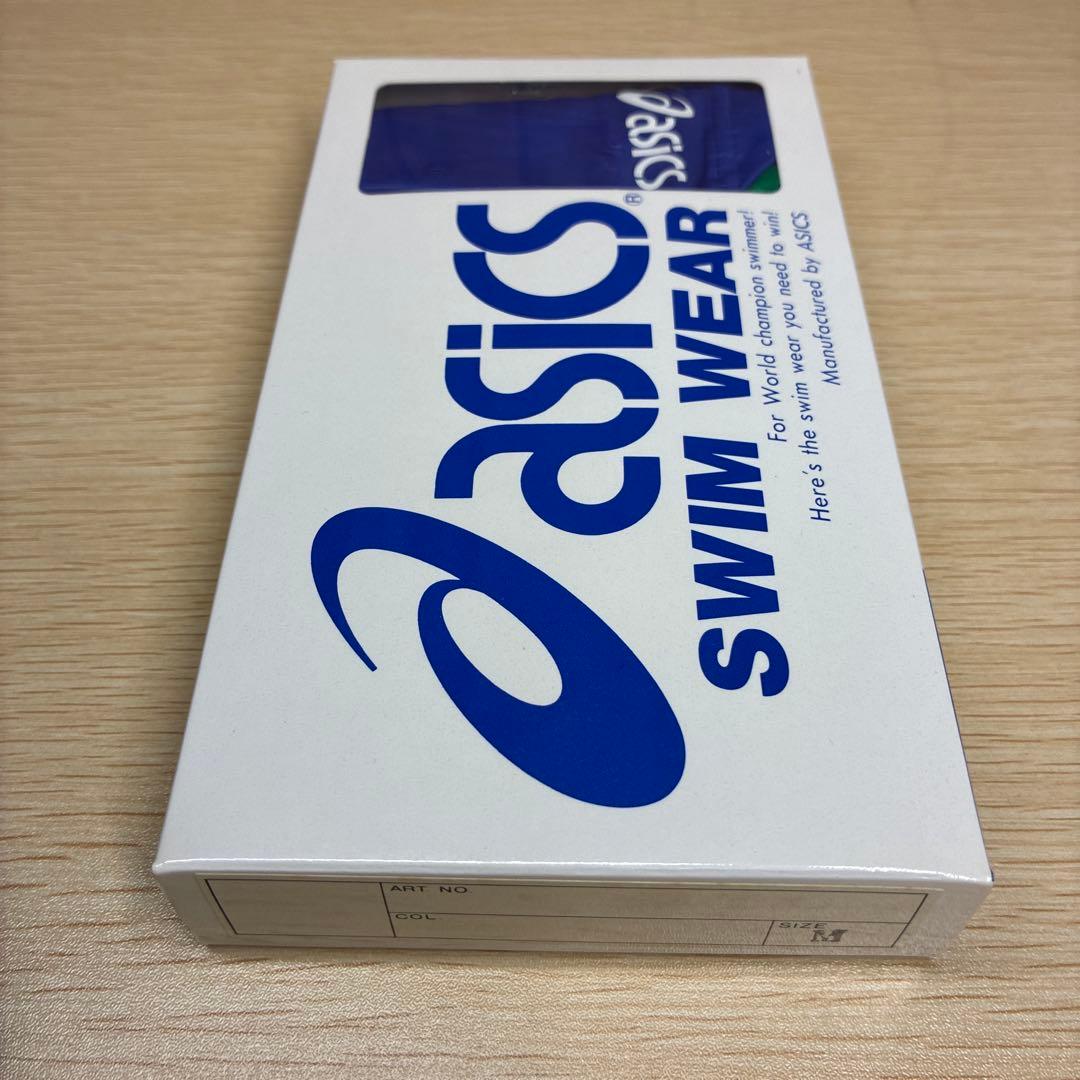 asics
asics®
SWIM WEAR
For World champion swimmer!
Here's the swim wear you need to win!
Manufactured by ASICS
ART NO.
COL
SIZE
M